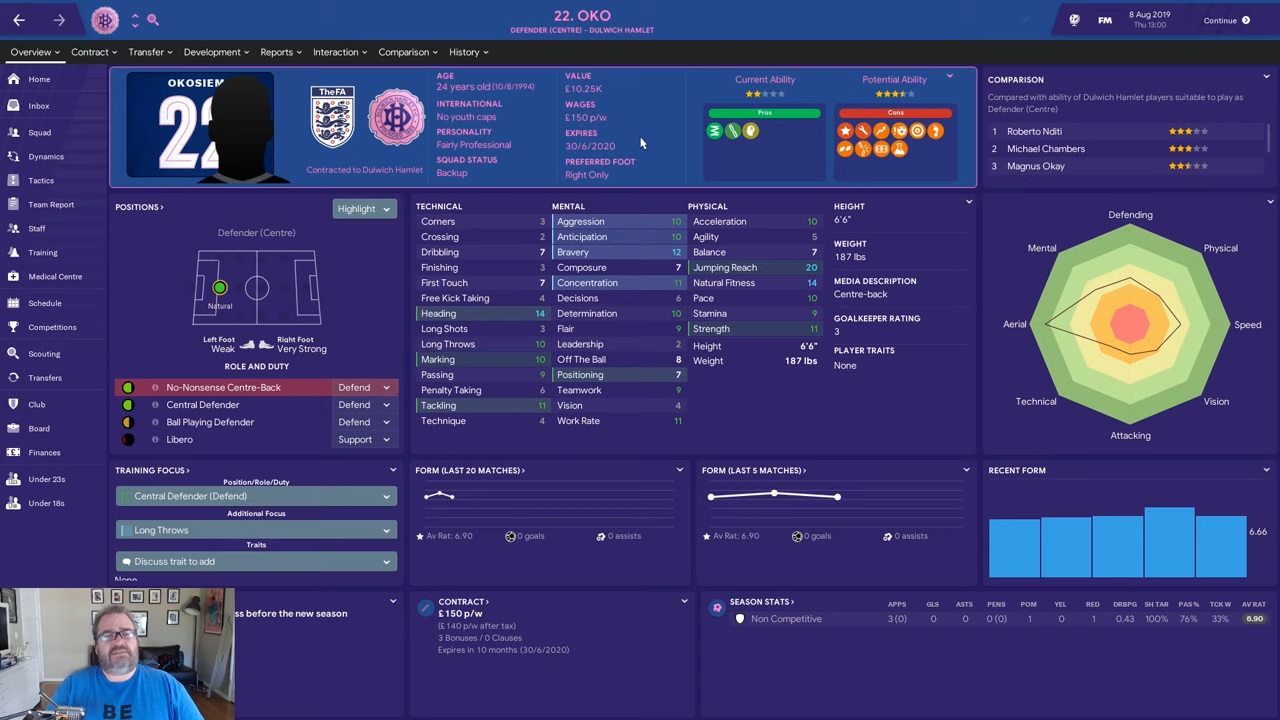 22. OKO
DEFENDER (CENTRE) - DULWICH HAMLET
FM
8 Aug 2019
Thu 13:00
Continue
Overview
Contract
Transfer
Development
Reports
Interaction
Comparison
History
Home
Inbox
Squad
Dynamics
Tactics
Team Report
Staff
Training
Medical Centre
Schedule
Competitions
Scouting
Transfers
Club
Board
Finances
Under 23s
Under 18s
OKOSIEM
22
TheFA
Contracted to Dulwich Hamlet
AGE
24 years old (10/8/1994)
INTERNATIONAL
No youth caps
PERSONALITY
Fairly Professional
SQUAD STATUS
Backup
VALUE
£10.25K
WAGES
£150 p/w
EXPIRES
30/6/2020
PREFERRED FOOT
Right Only
Current Ability
Pros
Potential Ability
Cons
COMPARISON
Compared with ability of Dulwich Hamlet players suitable to play as
Defender (Centre)
1 Roberto Nditi
2 Michael Chambers
3 Magnus Okay
POSITIONS
Highlight
Defender (Centre)
Natural
Left Foot
Weak
Right Foot
Very Strong
ROLE AND DUTY
No-Nonsense Centre-Back Defend
Central Defender Defend
Ball Playing Defender Defend
Libero Support
TECHNICAL
Corners 3
Crossing 2
Dribbling 7
Finishing 3
First Touch 7
Free Kick Taking 4
Heading 14
Long Shots 3
Long Throws 10
Marking 10
Passing 9
Penalty Taking 6
Tackling 11
Technique 4
MENTAL
Aggression 10
Anticipation 10
Bravery 12
Composure 7
Concentration 11
Decisions 6
Determination 10
Flair 9
Leadership 2
Off The Ball 8
Positioning 7
Teamwork 9
Vision 4
Work Rate 11
PHYSICAL
Acceleration 10
Agility 5
Balance 7
Jumping Reach 20
Natural Fitness 14
Pace 10
Stamina 9
Strength 11
Height 6'6"
Weight 187 lbs
HEIGHT
6'6"
WEIGHT
187 lbs
MEDIA DESCRIPTION
Centre-back
GOALKEEPER RATING
3
PLAYER TRAITS
None
Defending
Physical
Speed
Vision
Attacking
Technical
Aerial
Mental
TRAINING FOCUS
Position/Role/Duty
Central Defender (Defend)
Additional Focus
Long Throws
Traits
Discuss trait to add
None
FORM (LAST 20 MATCHES)
Av Rat: 6.90
0 goals
0 assists
FORM (LAST 5 MATCHES)
Av Rat: 6.90
0 goals
0 assists
RECENT FORM
6.66
ss before the new season
CONTRACT
£150 p/w
(£140 p/w after tax)
3 Bonuses / 0 Clauses
Expires in 10 months (30/6/2020)
SEASON STATS
APPS GLS ASTS PENS POM YEL RED DRBPG SH TAR PAS% TCK W AV RAT
Non Competitive 3 (0) 0 0 0 (0) 1 0 1 0.43 100% 76% 33% 6.90
BE